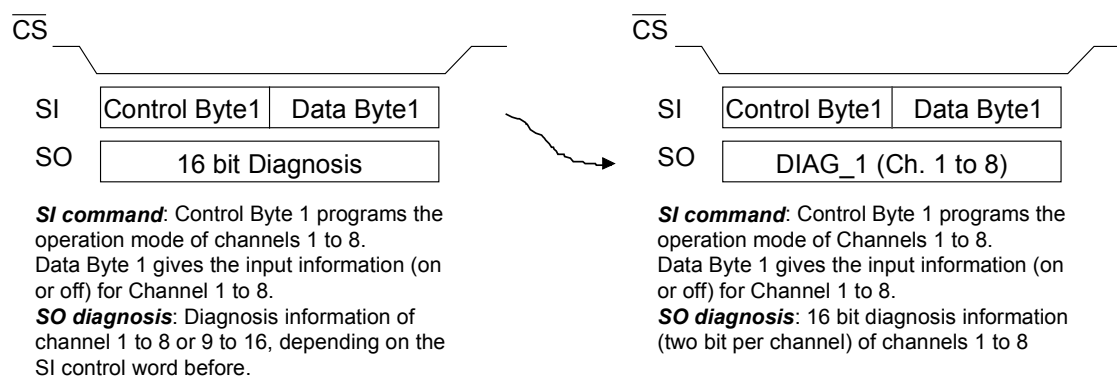 CS
SI Control Byte1 Data Byte1
SO 16 bit Diagnosis
SI command: Control Byte 1 programs the
operation mode of channels 1 to 8.
Data Byte 1 gives the input information (on
or off) for Channel 1 to 8.
SO diagnosis: Diagnosis information of
channel 1 to 8 or 9 to 16, depending on the
SI control word before.
CS
SI Control Byte1 Data Byte1
SO DIAG_1 (Ch. 1 to 8)
SI command: Control Byte 1 programs the
operation mode of Channels 1 to 8.
Data Byte 1 gives the input information (on
or off) for Channel 1 to 8.
SO diagnosis: 16 bit diagnosis information
(two bit per channel) of channels 1 to 8